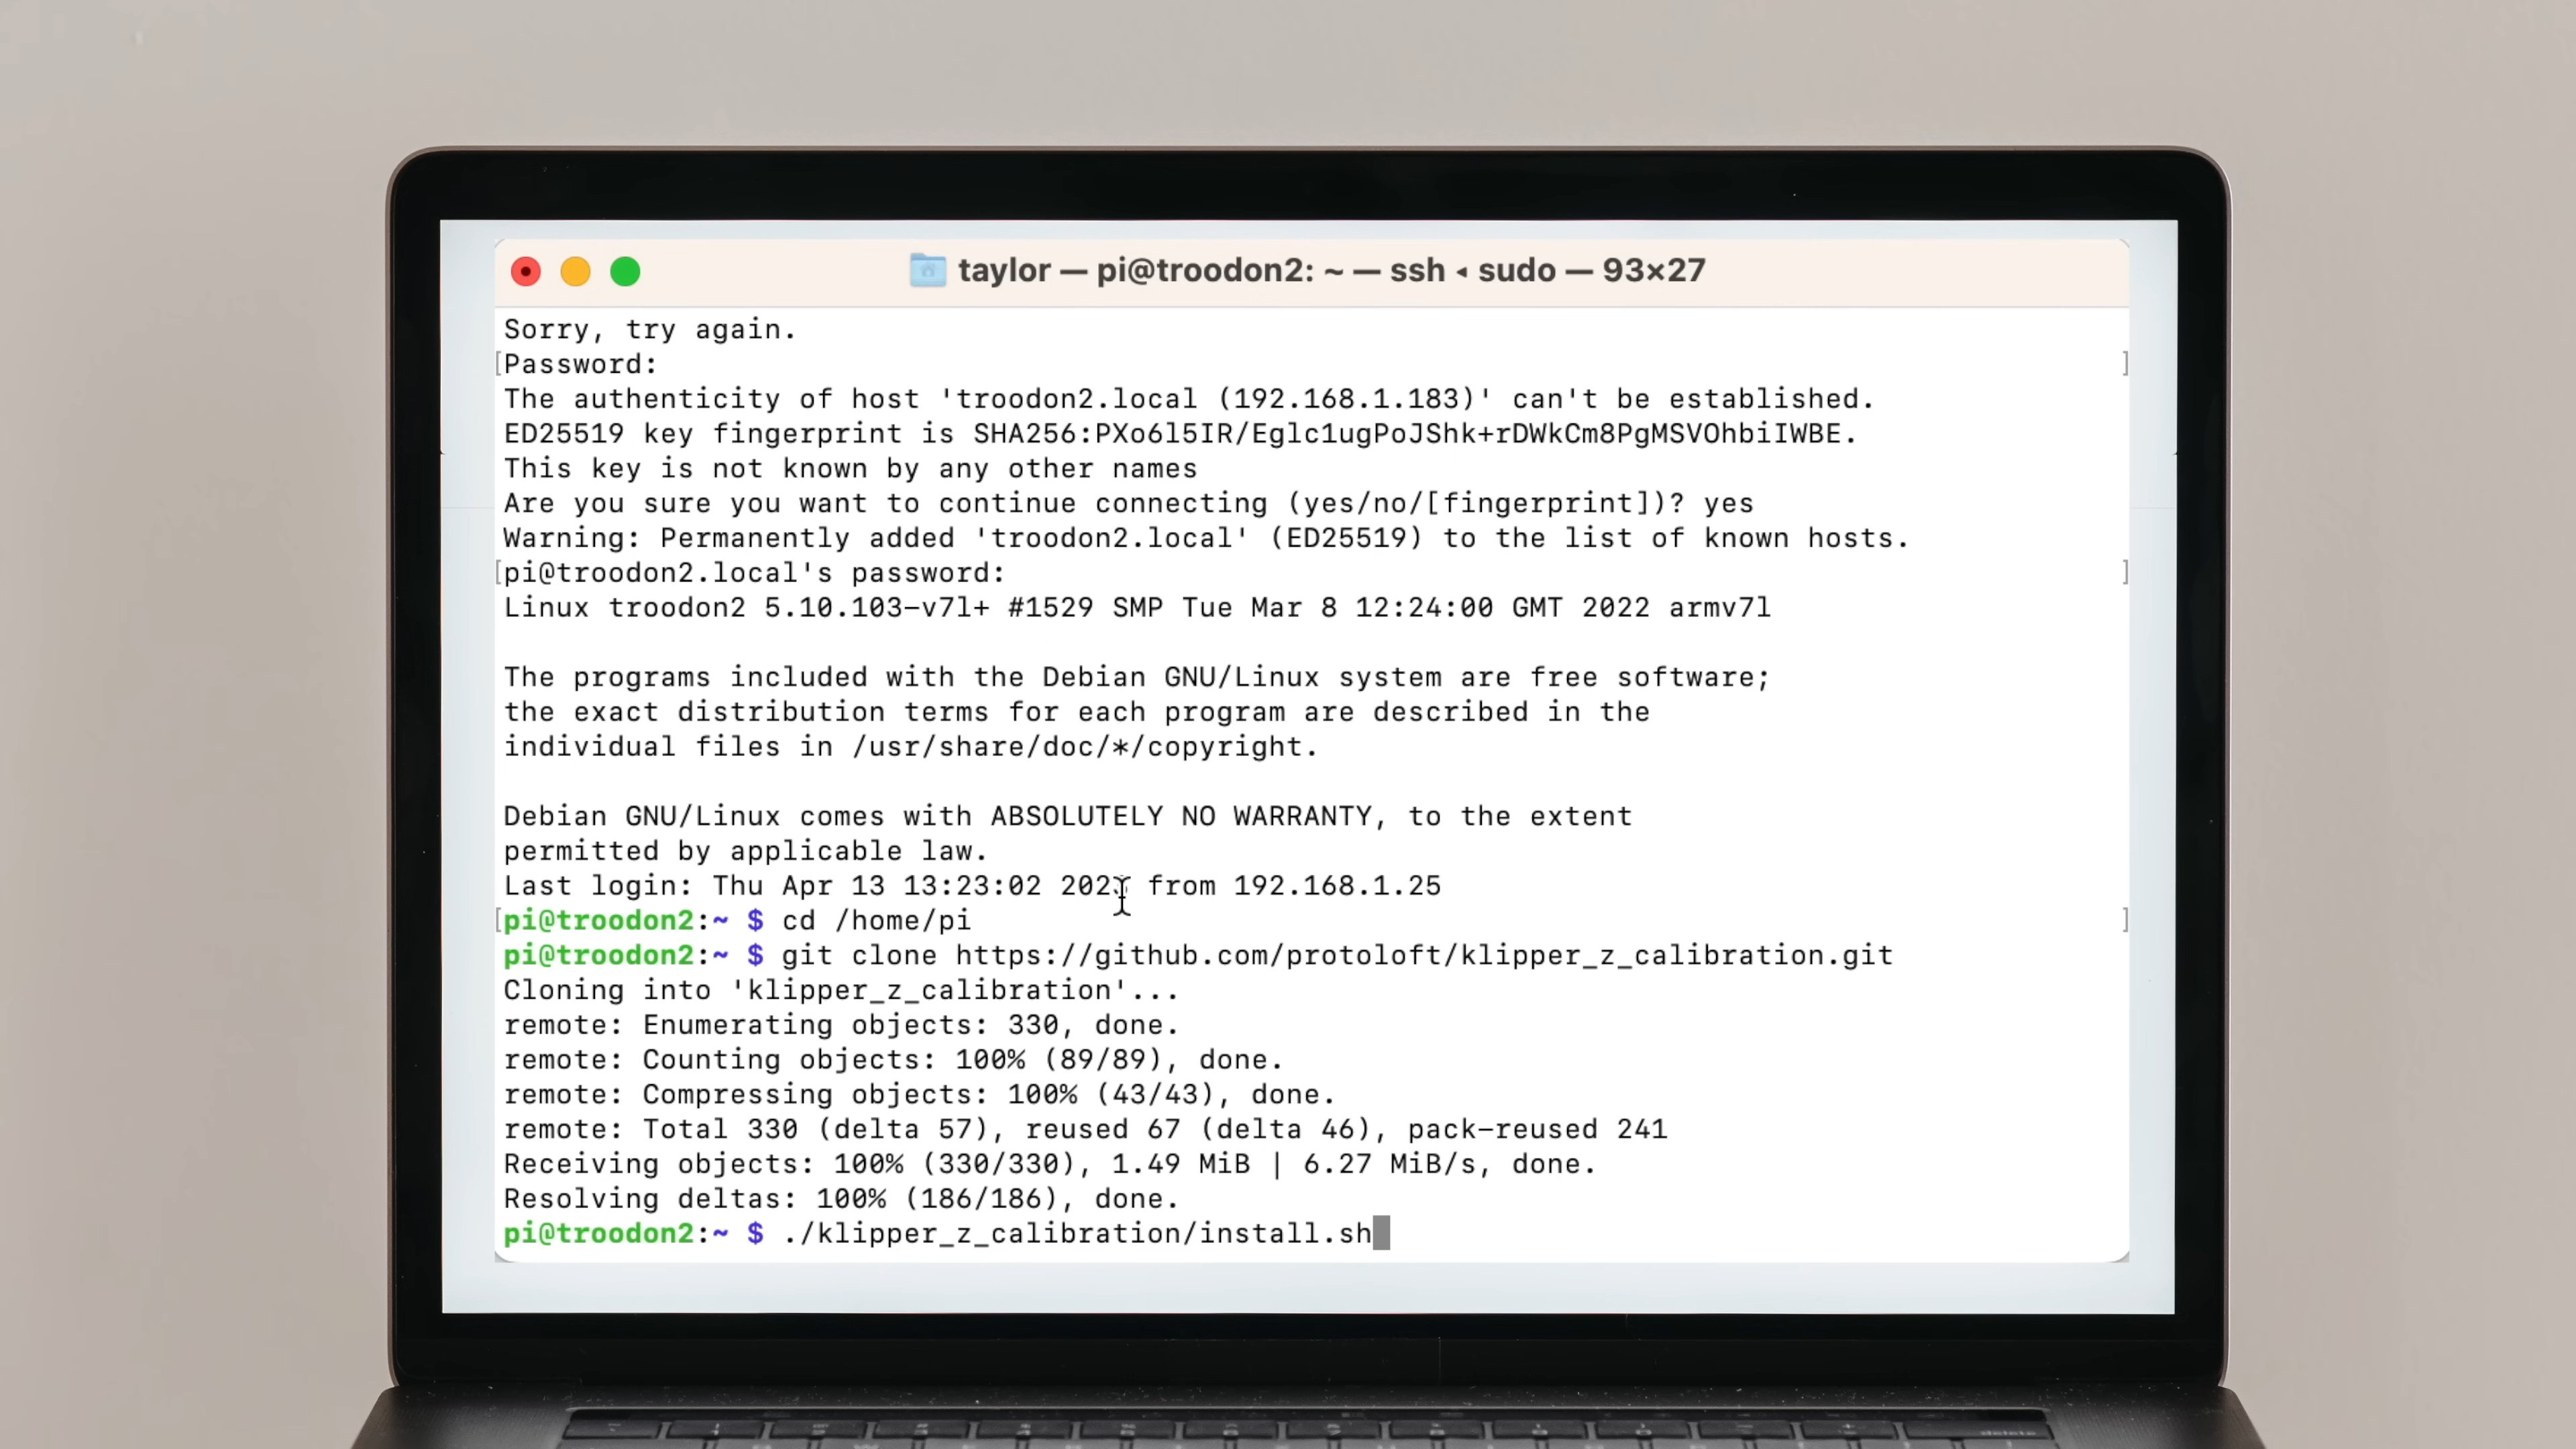 taylor — pi@troodon2: ~ — ssh ◂ sudo — 93×27
Sorry, try again.
[Password: ]
The authenticity of host 'troodon2.local (192.168.1.183)' can't be established.
ED25519 key fingerprint is SHA256:PXo6l5IR/Eglc1ugPoJShk+rDWkCm8PgMSVOhbiIWBE.
This key is not known by any other names
Are you sure you want to continue connecting (yes/no/[fingerprint])? yes
Warning: Permanently added 'troodon2.local' (ED25519) to the list of known hosts.
[pi@troodon2.local's password: ]
Linux troodon2 5.10.103-v7l+ #1529 SMP Tue Mar 8 12:24:00 GMT 2022 armv7l
The programs included with the Debian GNU/Linux system are free software;
the exact distribution terms for each program are described in the
individual files in /usr/share/doc/*/copyright.
Debian GNU/Linux comes with ABSOLUTELY NO WARRANTY, to the extent
permitted by applicable law.
Last login: Thu Apr 13 13:23:02 from 192.168.1.25
[pi@troodon2:~ $ cd /home/pi ]
pi@troodon2:~ $ git clone https://github.com/protoloft/klipper_z_calibration.git
Cloning into 'klipper_z_calibration'...
remote: Enumerating objects: 330, done.
remote: Counting objects: 100% (89/89), done.
remote: Compressing objects: 100% (43/43), done.
remote: Total 330 (delta 57), reused 67 (delta 46), pack-reused 241
Receiving objects: 100% (330/330), 1.49 MiB | 6.27 MiB/s, done.
Resolving deltas: 100% (186/186), done.
pi@troodon2:~ $ ./klipper_z_calibration/install.sh
delete